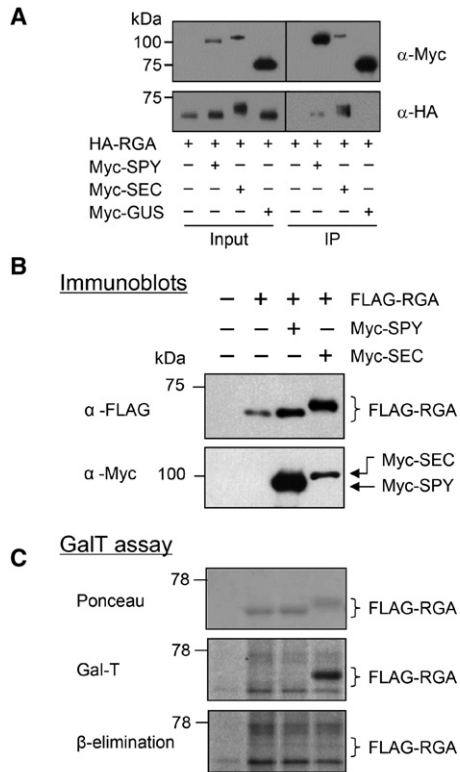 A
kDa
100
75
α-Myc
75
α-HA
HA-RGA + + + + + + + +
Myc-SPY − + − − − + − −
Myc-SEC − − + − − − + −
Myc-GUS − − − + − − − +
Input IP
B
Immunoblots
− + + + FLAG-RGA
− − + − Myc-SPY
− − − + Myc-SEC
kDa
75
α -FLAG FLAG-RGA
α -Myc 100 Myc-SEC
Myc-SPY
GalT assay
C
78
Ponceau FLAG-RGA
78
Gal-T FLAG-RGA
78
β-elimination FLAG-RGA